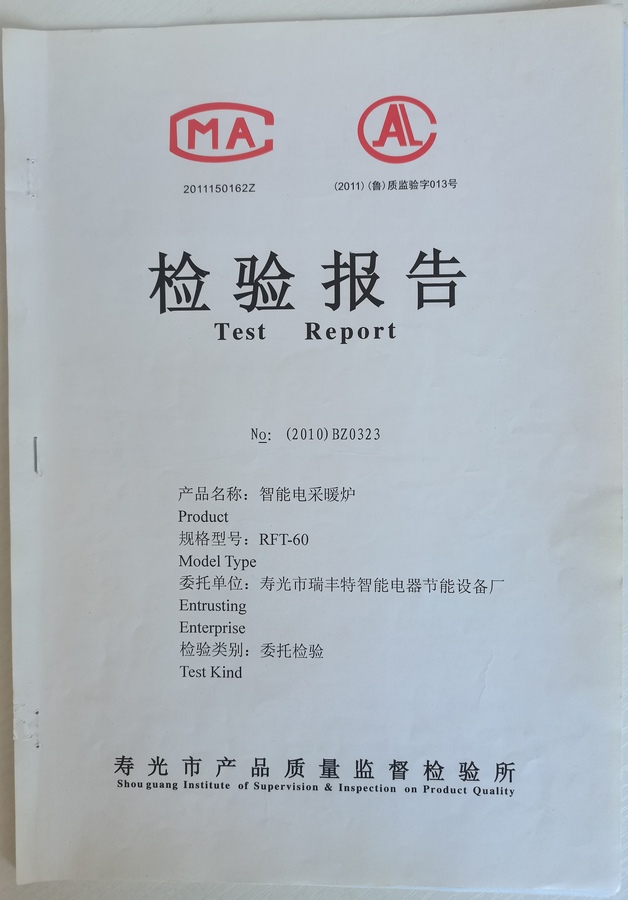 CMA
CAL
2011150162Z
(2011)(鲁)质监验字013号
检验报告
Test Report
No: (2010)BZ0323
产品名称：智能电采暖炉
Product
规格型号：RFT-60
Model Type
委托单位：寿光市瑞丰特智能电器节能设备厂
Entrusting
Enterprise
检验类别：委托检验
Test Kind
寿光市产品质量监督检验所
Shouguang Institute of Supervision & Inspection on Product Quality